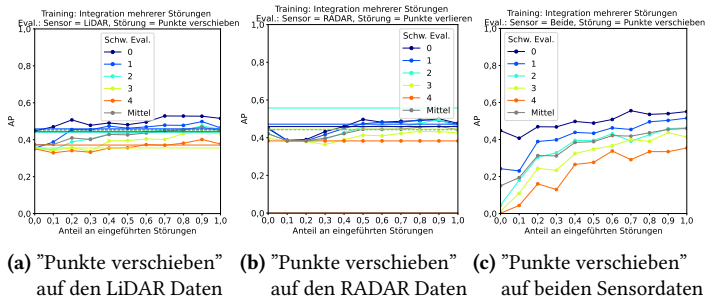 Training: Integration mehrerer Störungen
Eval.: Sensor = LiDAR, Störung = Punkte verschieben
AP
1,0
0,8
0,6
0,4
0,2
0,0
Schw. Eval.
0
1
2
3
4
Mittel
0,0 0,1 0,2 0,3 0,4 0,5 0,6 0,7 0,8 0,9 1,0
Anteil an eingeführten Störungen
(a) "Punkte verschieben"
auf den LiDAR Daten
Training: Integration mehrerer Störungen
Eval.: Sensor = RADAR, Störung = Punkte verlieren
AP
1,0
0,8
0,6
0,4
0,2
0,0
Schw. Eval.
0
1
2
3
4
Mittel
0,0 0,1 0,2 0,3 0,4 0,5 0,6 0,7 0,8 0,9 1,0
Anteil an eingeführten Störungen
(b) "Punkte verschieben"
auf den RADAR Daten
Training: Integration mehrerer Störungen
Eval.: Sensor = Beide, Störung = Punkte verschieben
AP
1,0
0,8
0,6
0,4
0,2
0,0
Schw. Eval.
0
1
2
3
4
Mittel
0,0 0,1 0,2 0,3 0,4 0,5 0,6 0,7 0,8 0,9 1,0
Anteil an eingeführten Störungen
(c) "Punkte verschieben"
auf beiden Sensordaten